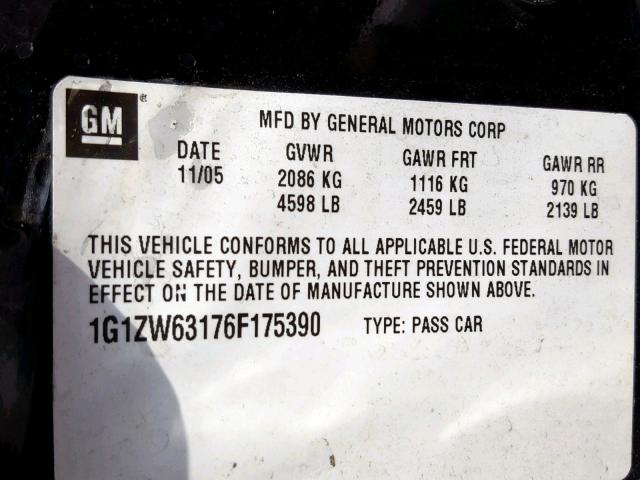 GM®
MFD BY GENERAL MOTORS CORP
DATE GVWR GAWR FRT GAWR RR
11/05 2086 KG 1116 KG 970 KG
4598 LB 2459 LB 2139 LB
THIS VEHICLE CONFORMS TO ALL APPLICABLE U.S. FEDERAL MOTOR
VEHICLE SAFETY, BUMPER, AND THEFT PREVENTION STANDARDS IN
EFFECT ON THE DATE OF MANUFACTURE SHOWN ABOVE.
1G1ZW63176F175390 TYPE: PASS CAR